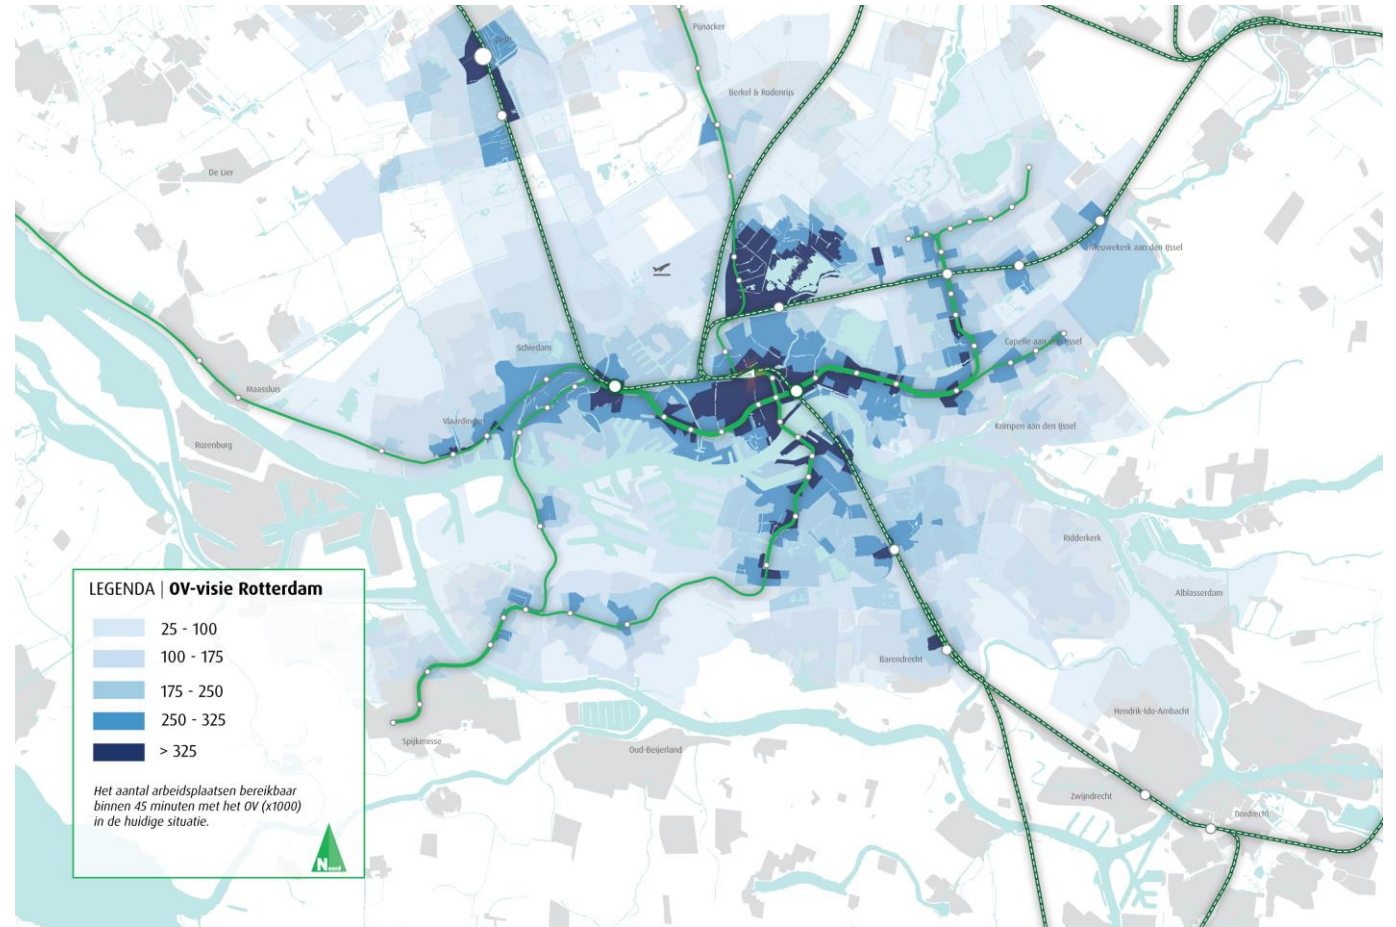 Delft
Pijnacker
Berkel & Rodenrijs
De Lier
Nieuwekerk aan den IJssel
Schiedam
Capelle aan den IJssel
Maassluis
Vlaardingen
Rozenburg
Krimpen aan den IJssel
Ridderkerk
Alblasserdam
LEGENDA | OV-visie Rotterdam
25 - 100
100 - 175
175 - 250
250 - 325
> 325
Het aantal arbeidsplaatsen bereikbaar
binnen 45 minuten met het OV (x1000)
in de huidige situatie.
Noord
Barendrecht
Hendrik-Ido-Ambacht
Spijkenisse
Oud-Beijerland
Zwijndrecht
Dordrecht